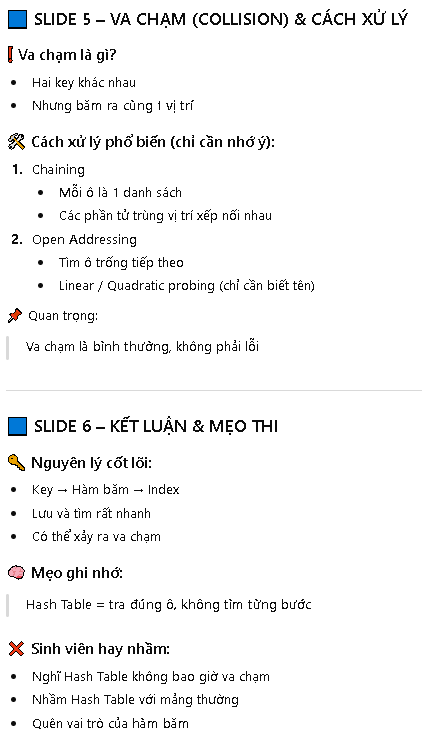 SLIDE 5 – VA CHẠM (COLLISION) & CÁCH XỬ LÝ
Va chạm là gì?
Hai key khác nhau
Nhưng băm ra cùng 1 vị trí
Cách xử lý phổ biến (chỉ cần nhớ ý):
1. Chaining
Mỗi ô là 1 danh sách
Các phần tử trùng vị trí xếp nối nhau
2. Open Addressing
Tìm ô trống tiếp theo
Linear / Quadratic probing (chỉ cần biết tên)
Quan trọng:
Va chạm là bình thường, không phải lỗi
SLIDE 6 – KẾT LUẬN & MẸO THI
Nguyên lý cốt lõi:
Key → Hàm băm → Index
Lưu và tìm rất nhanh
Có thể xảy ra va chạm
Mẹo ghi nhớ:
Hash Table = tra đúng ô, không tìm từng bước
Sinh viên hay nhầm:
Nghĩ Hash Table không bao giờ va chạm
Nhầm Hash Table với mảng thường
Quên vai trò của hàm băm